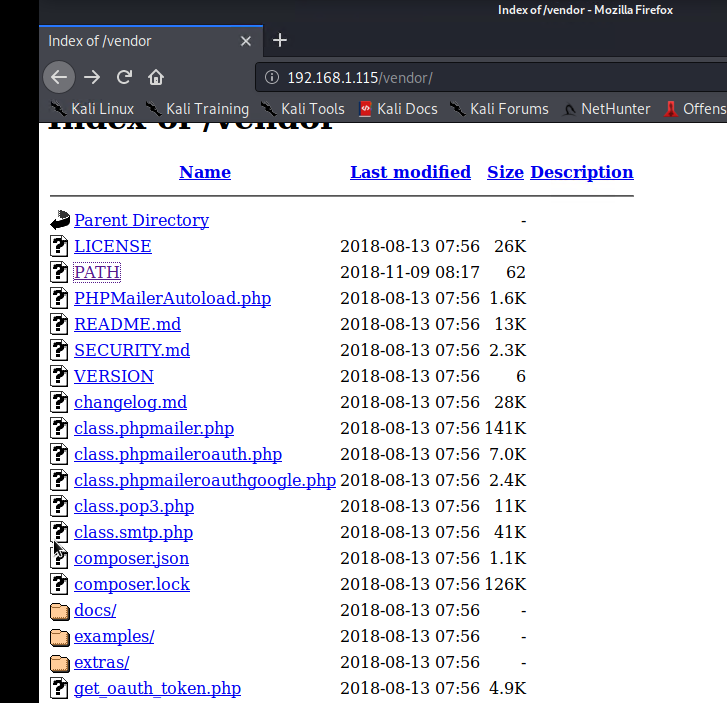 Index of /vendor - Mozilla Firefox
Index of /vendor
192.168.1.115/vendor/
Kali Linux Kali Training Kali Tools Kali Docs Kali Forums NetHunter Offens
Index of /vendor
Name Last modified Size Description
Parent Directory -
LICENSE 2018-08-13 07:56 26K
PATH 2018-11-09 08:17 62
PHPMailerAutoload.php 2018-08-13 07:56 1.6K
README.md 2018-08-13 07:56 13K
SECURITY.md 2018-08-13 07:56 2.3K
VERSION 2018-08-13 07:56 6
changelog.md 2018-08-13 07:56 28K
class.phpmailer.php 2018-08-13 07:56 141K
class.phpmaileroauth.php 2018-08-13 07:56 7.0K
class.phpmaileroauthgoogle.php 2018-08-13 07:56 2.4K
class.pop3.php 2018-08-13 07:56 11K
class.smtp.php 2018-08-13 07:56 41K
composer.json 2018-08-13 07:56 1.1K
composer.lock 2018-08-13 07:56 126K
docs/ 2018-08-13 07:56 -
examples/ 2018-08-13 07:56 -
extras/ 2018-08-13 07:56 -
get_oauth_token.php 2018-08-13 07:56 4.9K